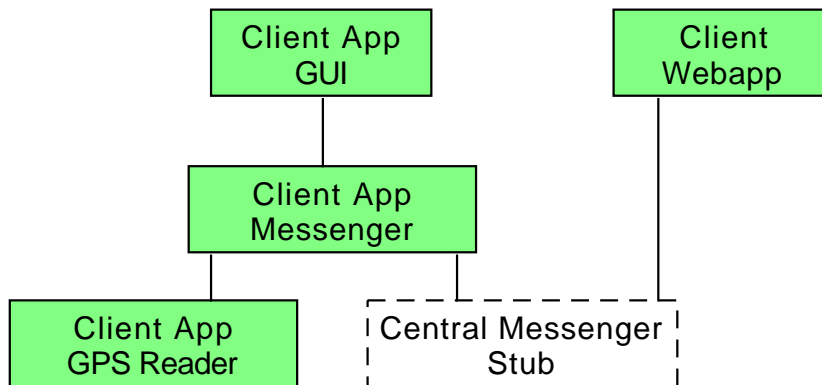 Client App
GUI
Client
Webapp
Client App
Messenger
Client App
GPS Reader
Central Messenger
Stub